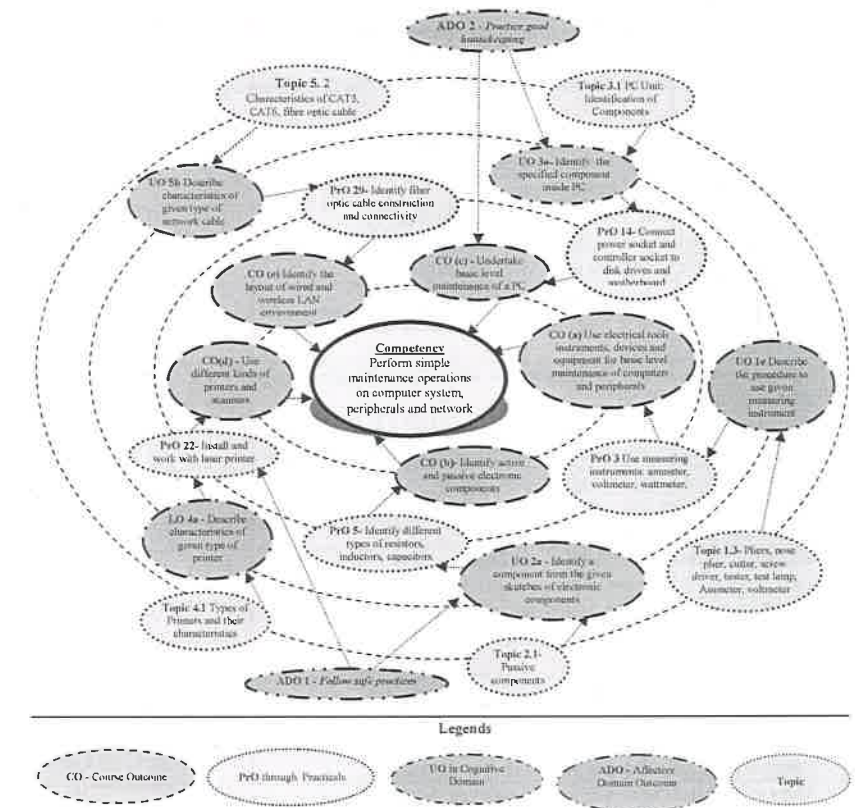 ADO 2 - Practice good
housekeeping
Topic 5. 2
Characteristics of CAT5,
CAT6, fibre optic cable
Topic 3.1 PC Unit:
Identification of
Components
UO 5b Describe
characteristics of
given type of
network cable
PrO 29- Identify fiber
optic cable construction
and connectivity
UO 3a- Identify the
specified component
inside PC
PrO 14- Connect
power socket and
controller socket to
disk drives and
motherboard
CO (e) Identify the
layout of wired and
wireless LAN
environment
CO (c) - Undertake
basic level
maintenance of a PC
Competency
Perform simple
maintenance operations
on computer system,
peripherals and network
CO (a) Use electrical tools
instruments, devices and
equipment for basic level
maintenance of computers
and peripherals
UO 1e Describe
the procedure to
use given
measuring
instrument
CO(d) - Use
different kinds of
printers and
scanners
PrO 22- Install and
work with laser printer
CO (b)- Identify active
and passive electronic
components
PrO 3 Use measuring
instruments: ammeter,
voltmeter, wattmeter,
UO 4a - Describe
characteristics of
given type of
printer
PrO 5- Identify different
types of resistors,
inductors, capacitors
UO 2a - Identify a
component from the given
sketches of electronic
components
Topic 1.3- Pliers, nose
plier, cutter, screw
driver, tester, test lamp,
Ammeter, voltmeter
Topic 4.1 Types of
Printers and their
characteristics
Topic 2.1-
Passive
components
ADO 1 - Follow safe practices
Legends
CO - Course Outcome
PrO through Practicals
UO in Cognitive
Domain
ADO - Affective
Domain Outcome
Topic